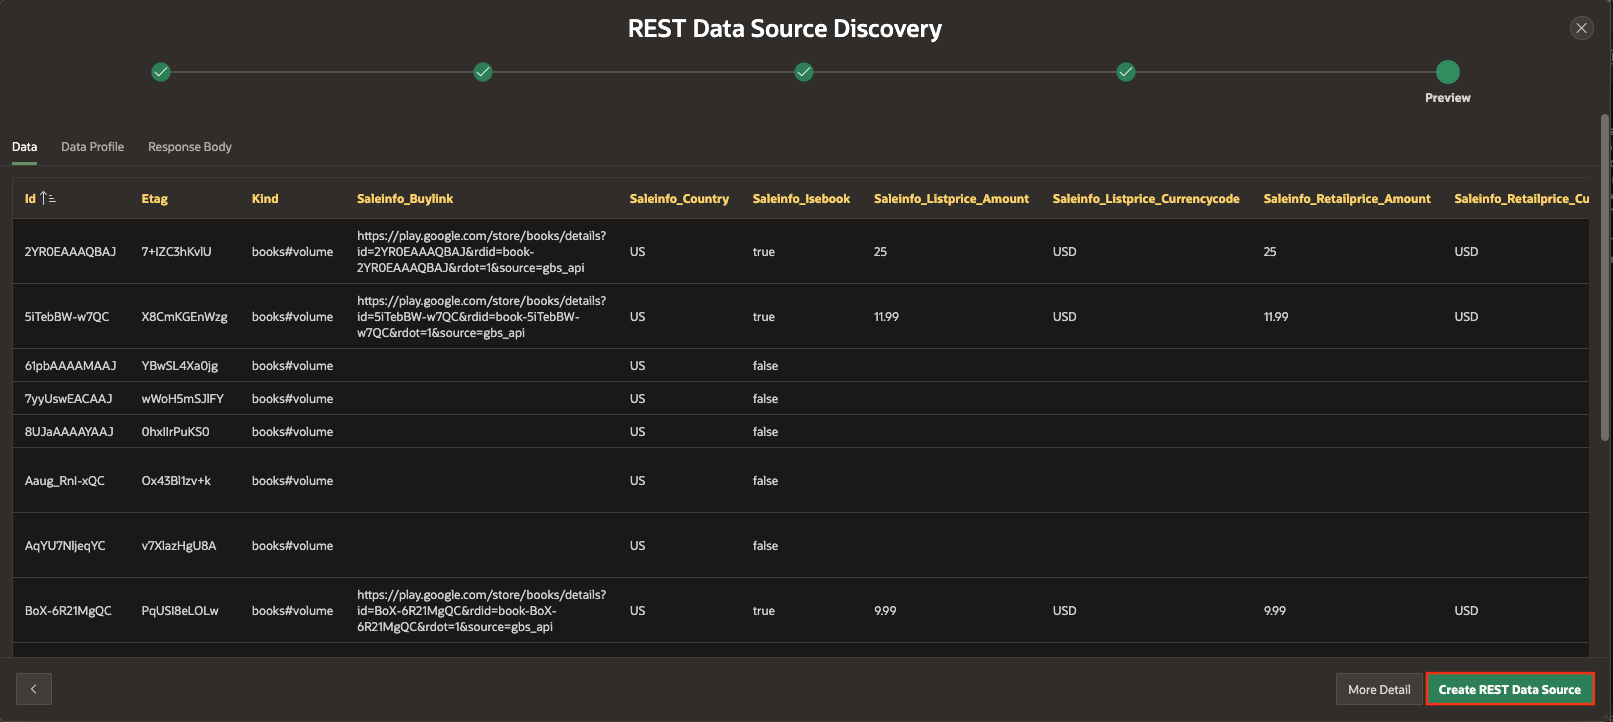 REST Data Source Discovery
Preview
Data Data Profile Response Body
Id Etag Kind Saleinfo_Buylink Saleinfo_Country Saleinfo_Isebook Saleinfo_Listprice_Amount Saleinfo_Listprice_Currencycode Saleinfo_Retailprice_Amount Saleinfo_Retailprice_Cu
https://play.google.com/store/books/details?
2YR0EAAAQBAJ 7+IZC3hKvlU books#volume id=2YR0EAAAQBAJ&rdid=book- US true 25 USD 25 USD
2YR0EAAAQBAJ&rdot=1&source=gbs_api
https://play.google.com/store/books/details?
5iTebBW-w7QC X8CmKGEnWzg books#volume id=5iTebBW-w7QC&rdid=book-5iTebBW- US true 11.99 USD 11.99 USD
w7QC&rdot=1&source=gbs_api
61pbAAAAMAAJ YBwSL4Xa0jg books#volume US false
7yyUswEACAAJ wWoH5mSJlFY books#volume US false
8UJaAAAAYAAJ 0hxIIrPuKS0 books#volume US false
Aaug_RnI-xQC Ox43Bl1zv+k books#volume US false
AqYU7NljeqYC v7XlazHgU8A books#volume US false
https://play.google.com/store/books/details?
BoX-6R21MgQC PqUSI8eLOLw books#volume id=BoX-6R21MgQC&rdid=book-BoX- US true 9.99 USD 9.99 USD
6R21MgQC&rdot=1&source=gbs_api
More Detail Create REST Data Source